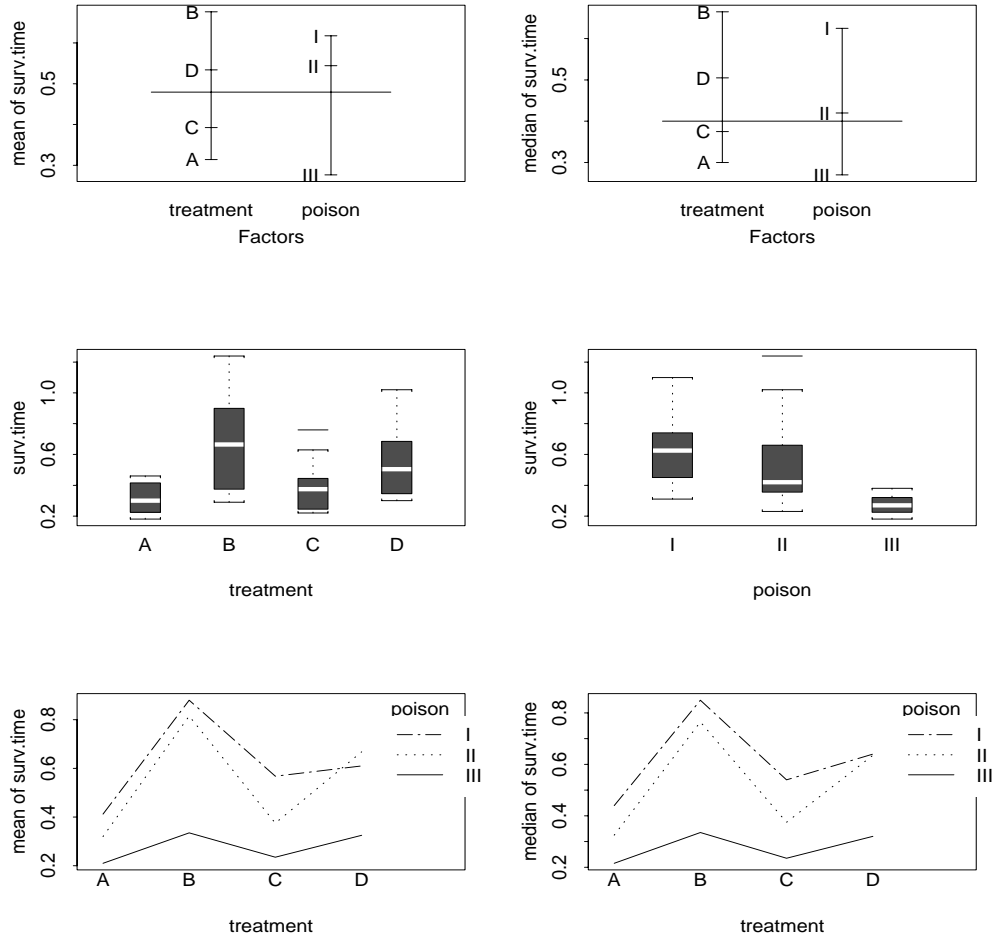 mean of surv.time
0.3 0.5
B
D
C
A
I
II
III
treatment poison
Factors
median of surv.time
0.3 0.5
B
D
C
A
I
II
III
treatment poison
Factors
surv.time
0.2 0.6 1.0
A B C D
treatment
surv.time
0.2 0.6 1.0
I II III
poison
mean of surv.time
0.2 0.4 0.6 0.8
poison
I
II
III
A B C D
treatment
median of surv.time
0.2 0.4 0.6 0.8
poison
I
II
III
A B C D
treatment